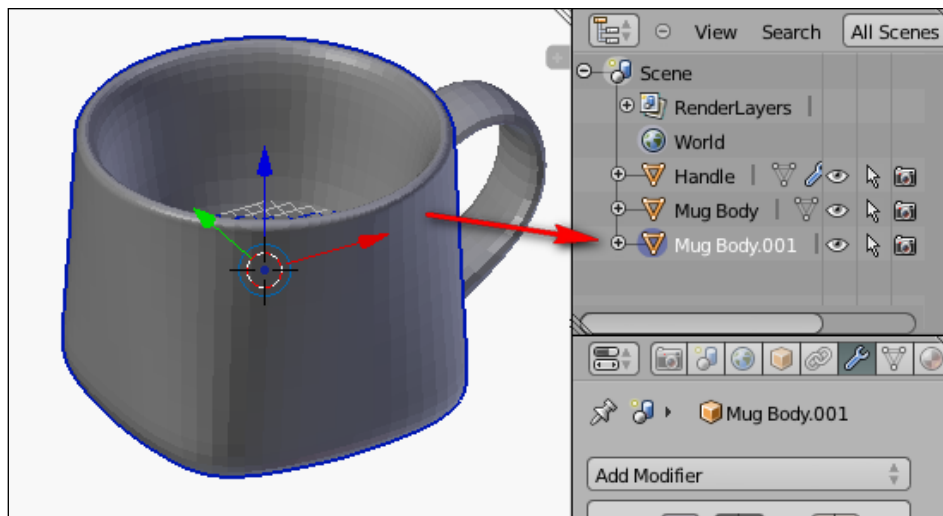 View Search All Scenes
Scene
RenderLayers
World
Handle
Mug Body
Mug Body.001
Mug Body.001
Add Modifier